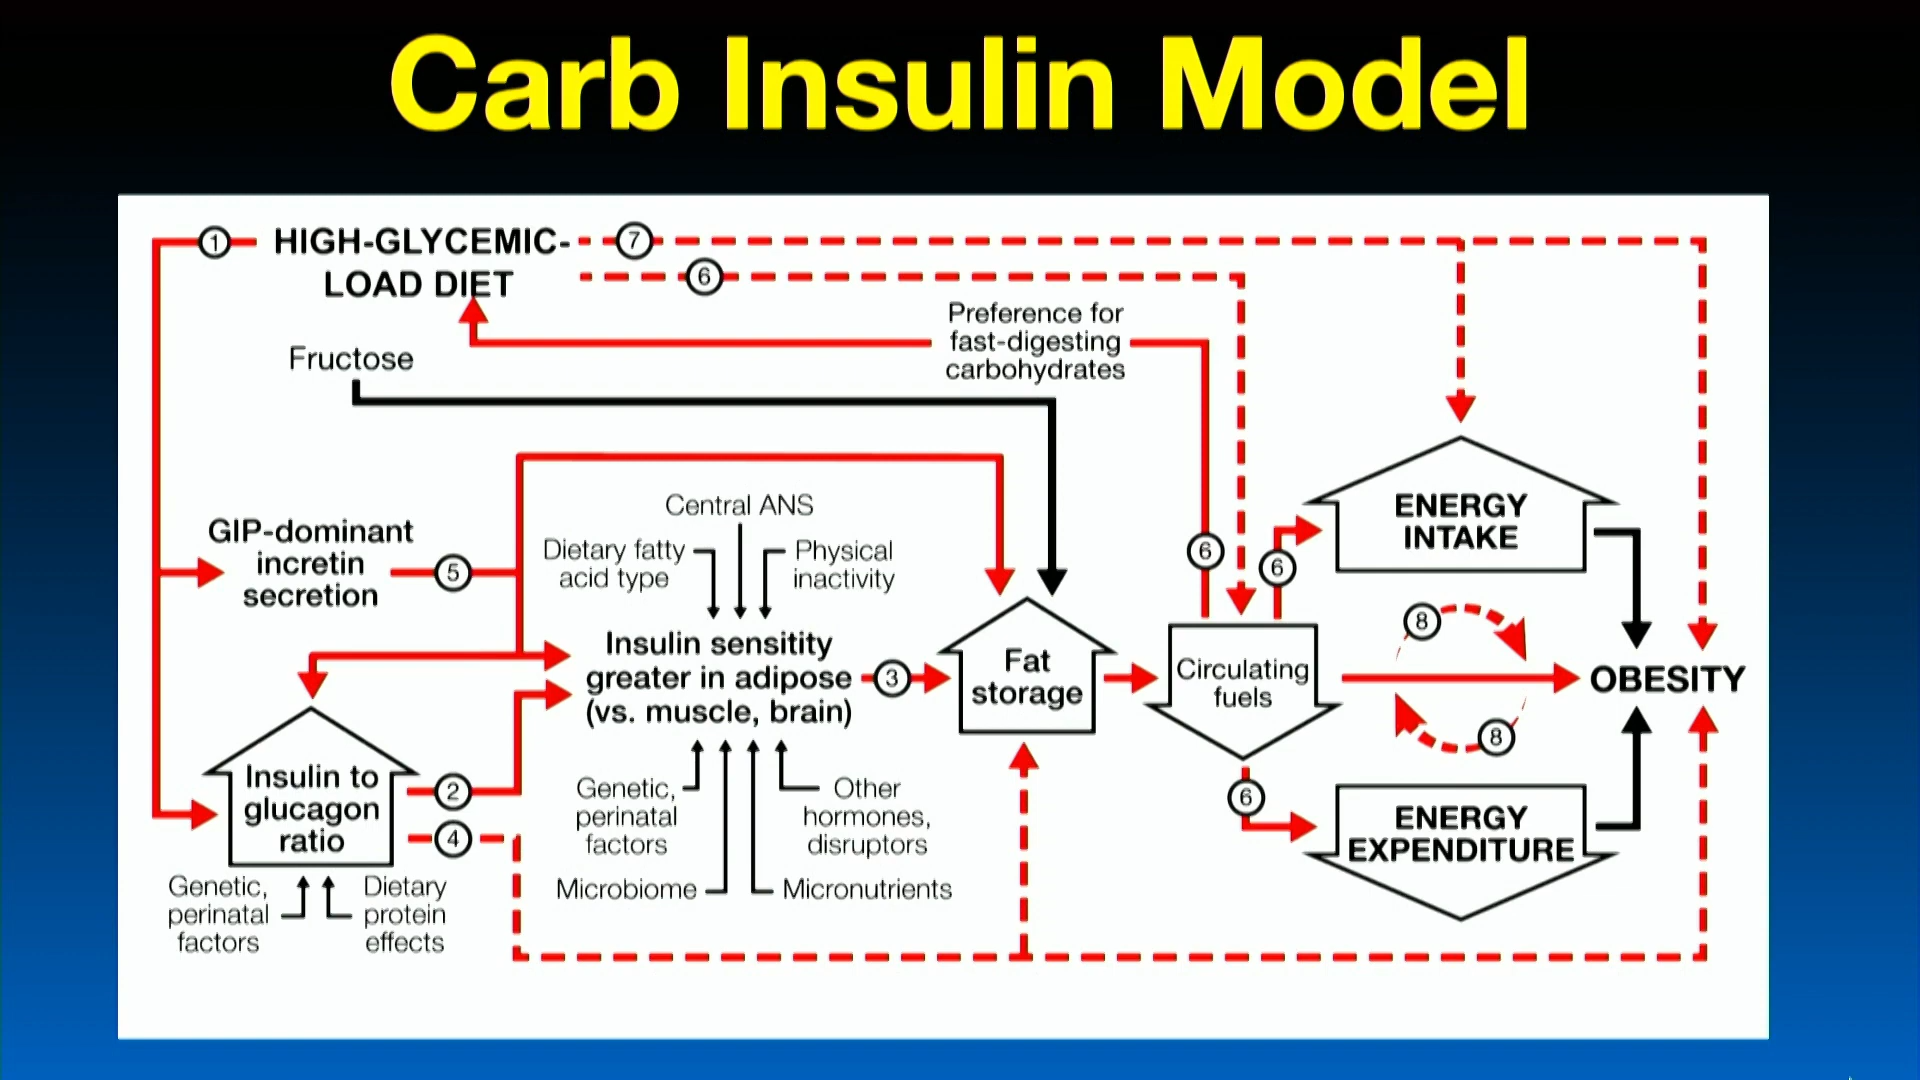 Carb Insulin Model
1
HIGH-GLYCEMIC-
LOAD DIET
7
6
Preference for
fast-digesting
carbohydrates
Fructose
GIP-dominant
incretin
secretion
5
Central ANS
Dietary fatty
acid type
Physical
inactivity
Insulin sensitity
greater in adipose
(vs. muscle, brain)
3
Fat
storage
Circulating
fuels
6
6
ENERGY
INTAKE
8
OBESITY
8
Insulin to
glucagon
ratio
2
4
Genetic,
perinatal
factors
Dietary
protein
effects
Genetic,
perinatal
factors
Microbiome
Other
hormones,
disruptors
Micronutrients
6
ENERGY
EXPENDITURE